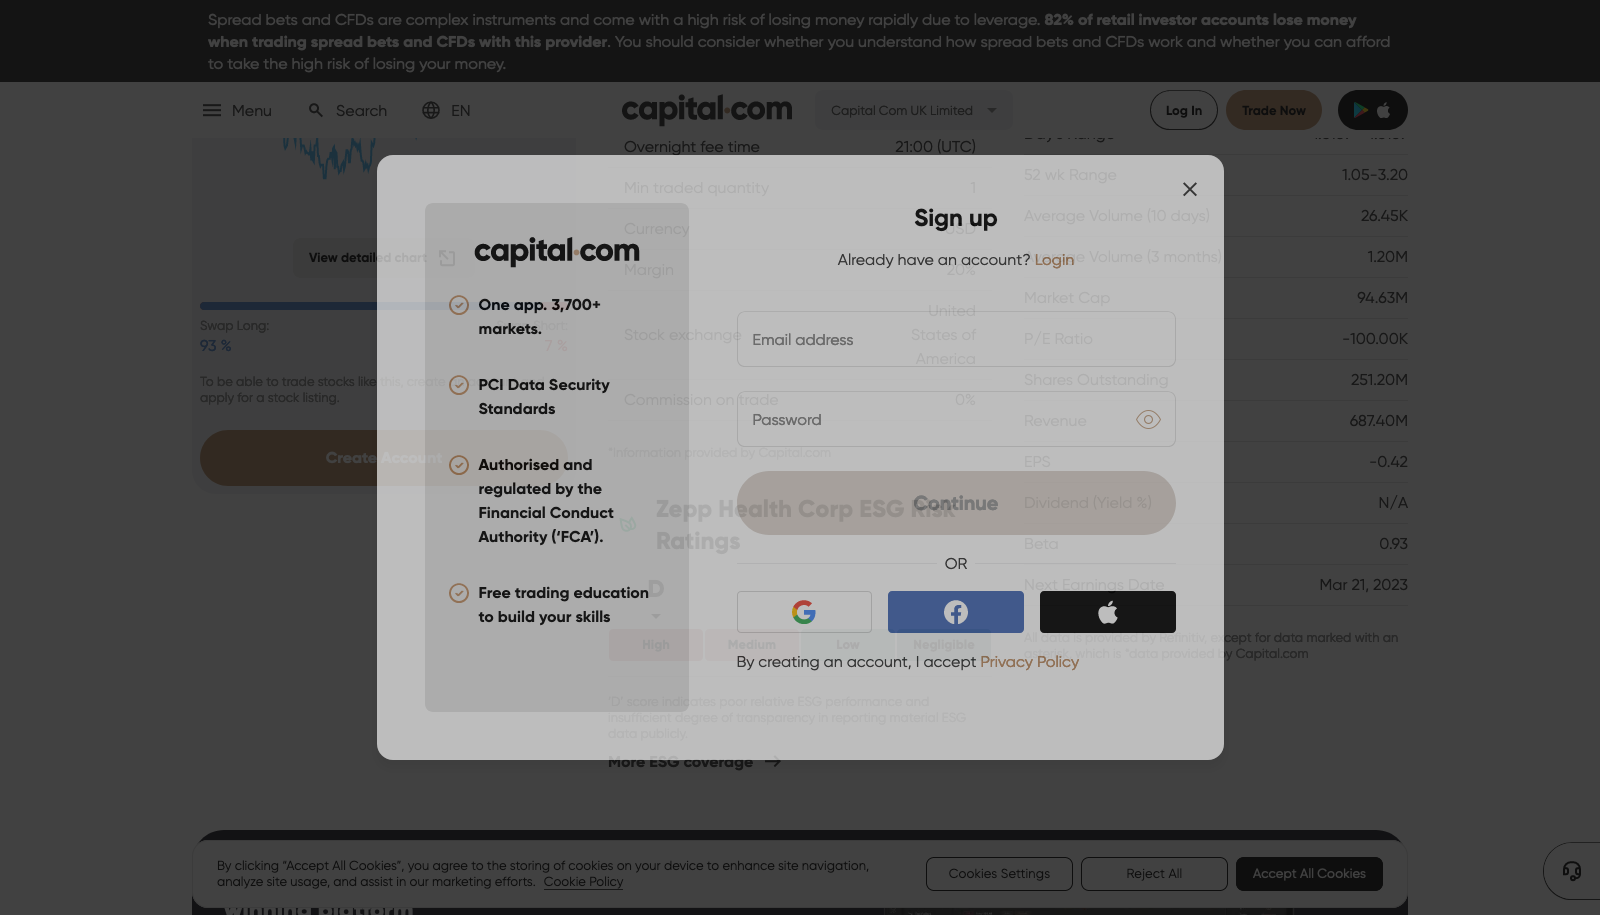 Spread bets and CFDs are complex instruments and come with a high risk of losing money rapidly due to leverage. 82% of retail investor accounts lose money
when trading spread bets and CFDs with this provider. You should consider whether you understand how spread bets and CFDs work and whether you can afford
to take the high risk of losing your money.
Menu
Search
EN
capital.com
Capital Com UK Limited
Log In
Trade Now
View detailed chart
Swap Long:
93 %
7 %
To be able to trade stocks like this, create
apply for a stock listing.
Create Account
Overnight fee time 21:00 (UTC)
Min traded quantity 1
Currency USD
Margin 20%
Stock exchange United
States of
America
Commission on trade 0%
*Information provided by Capital.com
Zepp Health Corp ESG Risk
Ratings
D
High
Medium
Low
Negligible
'D' score indicates poor relative ESG performance and
insufficient degree of transparency in reporting material ESG
data publicly.
More ESG coverage
52 wk Range 1.05-3.20
Average Volume (10 days) 26.45K
Average Volume (3 months) 1.20M
Market Cap 94.63M
P/E Ratio -100.00K
Shares Outstanding 251.20M
Revenue 687.40M
EPS -0.42
Dividend (Yield %) N/A
Beta 0.93
Next Earnings Date Mar 21, 2023
All data is provided by Refinitiv, except for data marked with an
asterisk, which is *data provided by Capital.com
capital.com
One app. 3,700+
markets.
PCI Data Security
Standards
Authorised and
regulated by the
Financial Conduct
Authority (‘FCA’).
Free trading education
to build your skills
Sign up
Already have an account? Login
Email address
Password
Continue
OR
By creating an account, I accept Privacy Policy
By clicking “Accept All Cookies”, you agree to the storing of cookies on your device to enhance site navigation,
analyze site usage, and assist in our marketing efforts. Cookie Policy
Cookies Settings
Reject All
Accept All Cookies